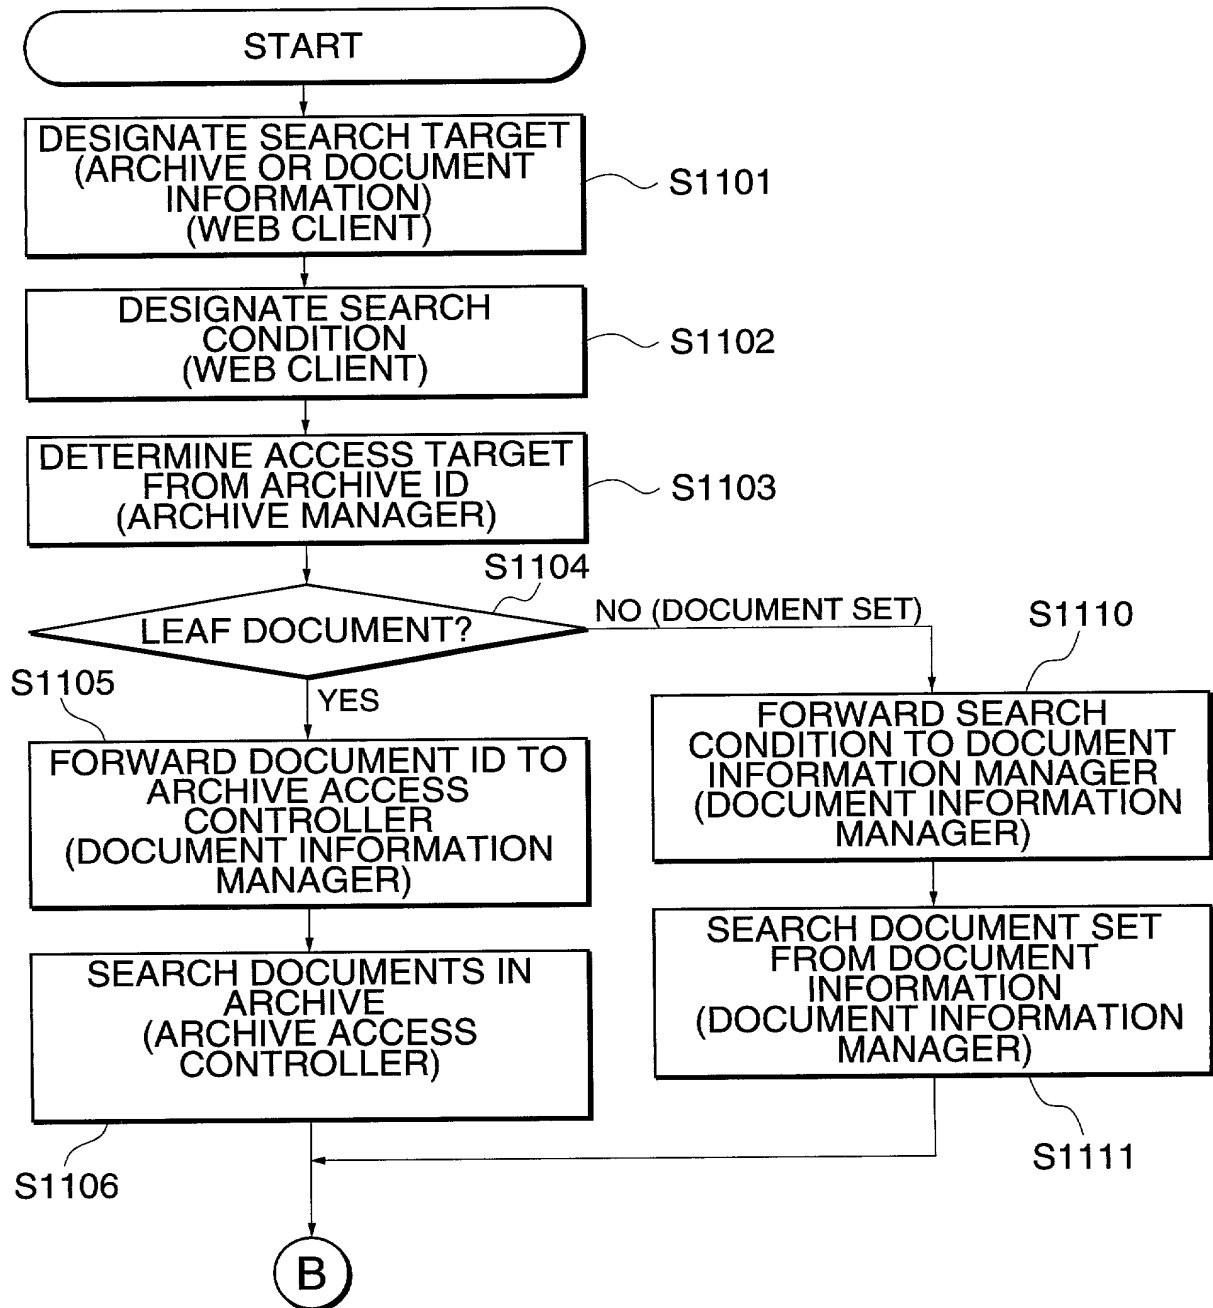 START
DESIGNATE SEARCH TARGET
(ARCHIVE OR DOCUMENT
INFORMATION)
(WEB CLIENT)
S1101
DESIGNATE SEARCH
CONDITION
(WEB CLIENT)
S1102
DETERMINE ACCESS TARGET
FROM ARCHIVE ID
(ARCHIVE MANAGER)
S1103
S1104
LEAF DOCUMENT?
NO (DOCUMENT SET)
YES
S1105
FORWARD DOCUMENT ID TO
ARCHIVE ACCESS
CONTROLLER
(DOCUMENT INFORMATION
MANAGER)
SEARCH DOCUMENTS IN
ARCHIVE
(ARCHIVE ACCESS
CONTROLLER)
S1106
S1110
FORWARD SEARCH
CONDITION TO DOCUMENT
INFORMATION MANAGER
(DOCUMENT INFORMATION
MANAGER)
SEARCH DOCUMENT SET
FROM DOCUMENT
INFORMATION
(DOCUMENT INFORMATION
MANAGER)
S1111
B